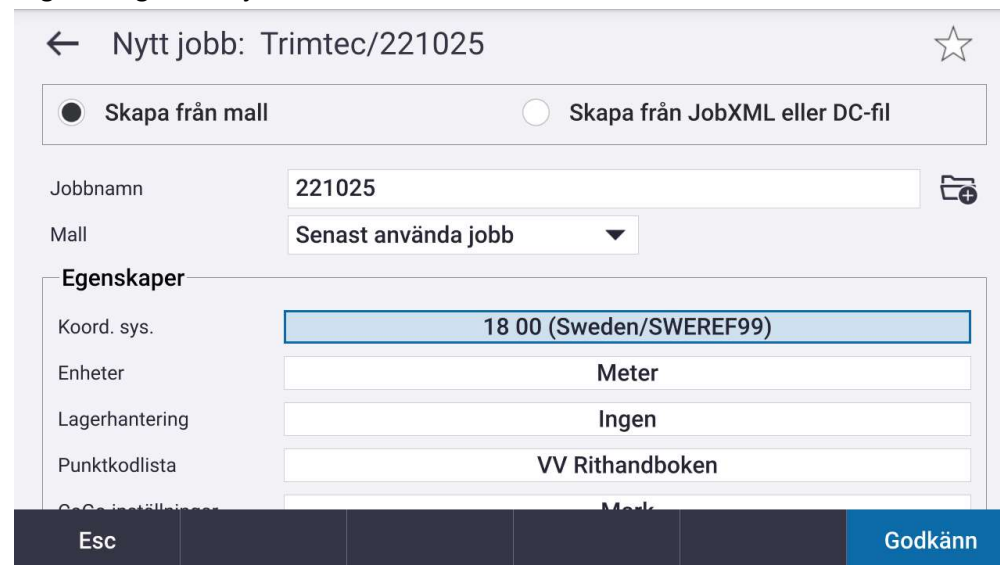 Nytt jobb: Trimtec/221025
Skapa från mall
Skapa från JobXML eller DC-fil
Jobbnamn 221025
Mall Senast använda jobb
Egenskaper
Koord. sys. 18 00 (Sweden/SWEREF99)
Enheter Meter
Lagerhantering Ingen
Punktkodlista VV Rithandboken
Esc Godkänn